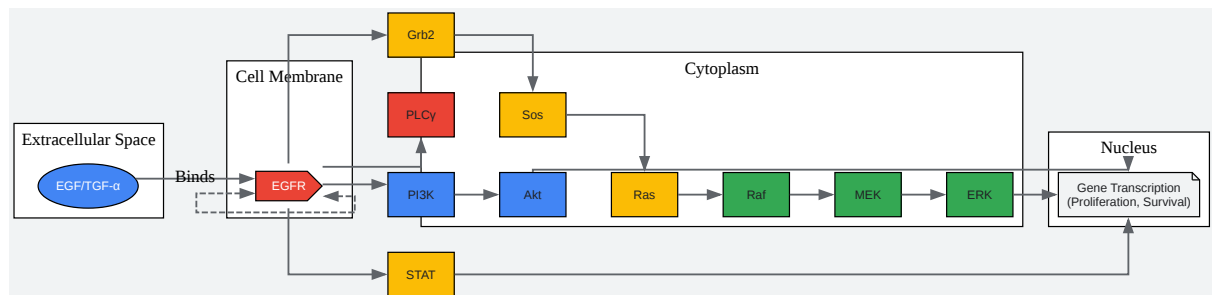 Grb2
Cytoplasm
Cell Membrane
PLCγ
Sos
Extracellular Space
Nucleus
Binds
EGF/TGF-α
EGFR
PI3K
Akt
Ras
Raf
MEK
ERK
Gene Transcription
(Proliferation, Survival)
STAT